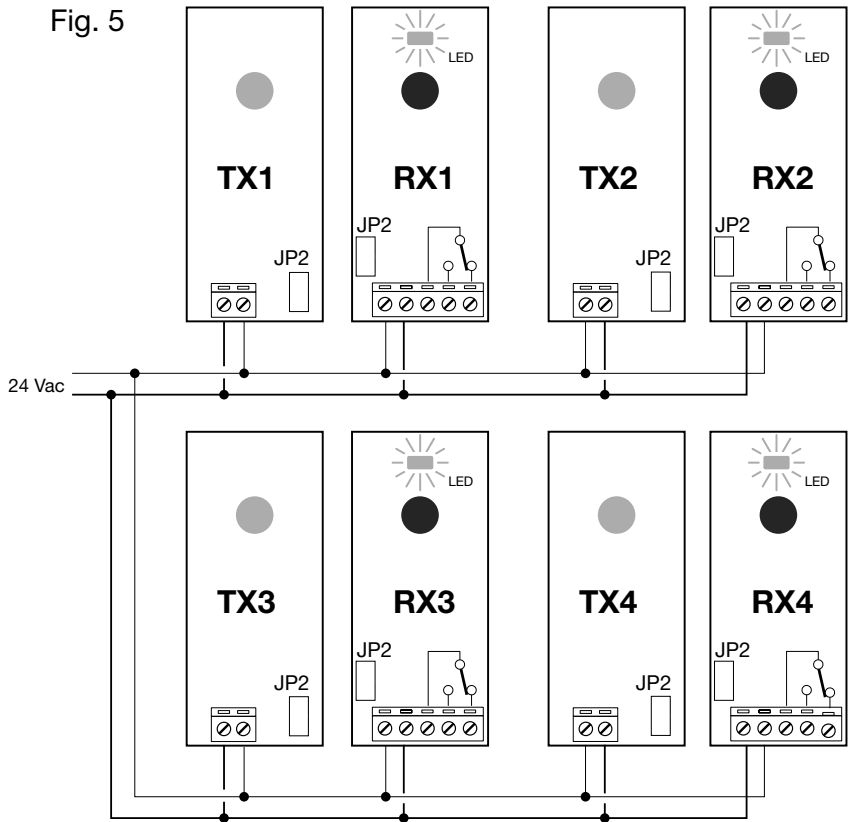 Fig. 5
LED
LED
TX1
RX1
TX2
RX2
JP2
JP2
JP2
JP2
24 Vac
LED
LED
TX3
RX3
TX4
RX4
JP2
JP2
JP2
JP2